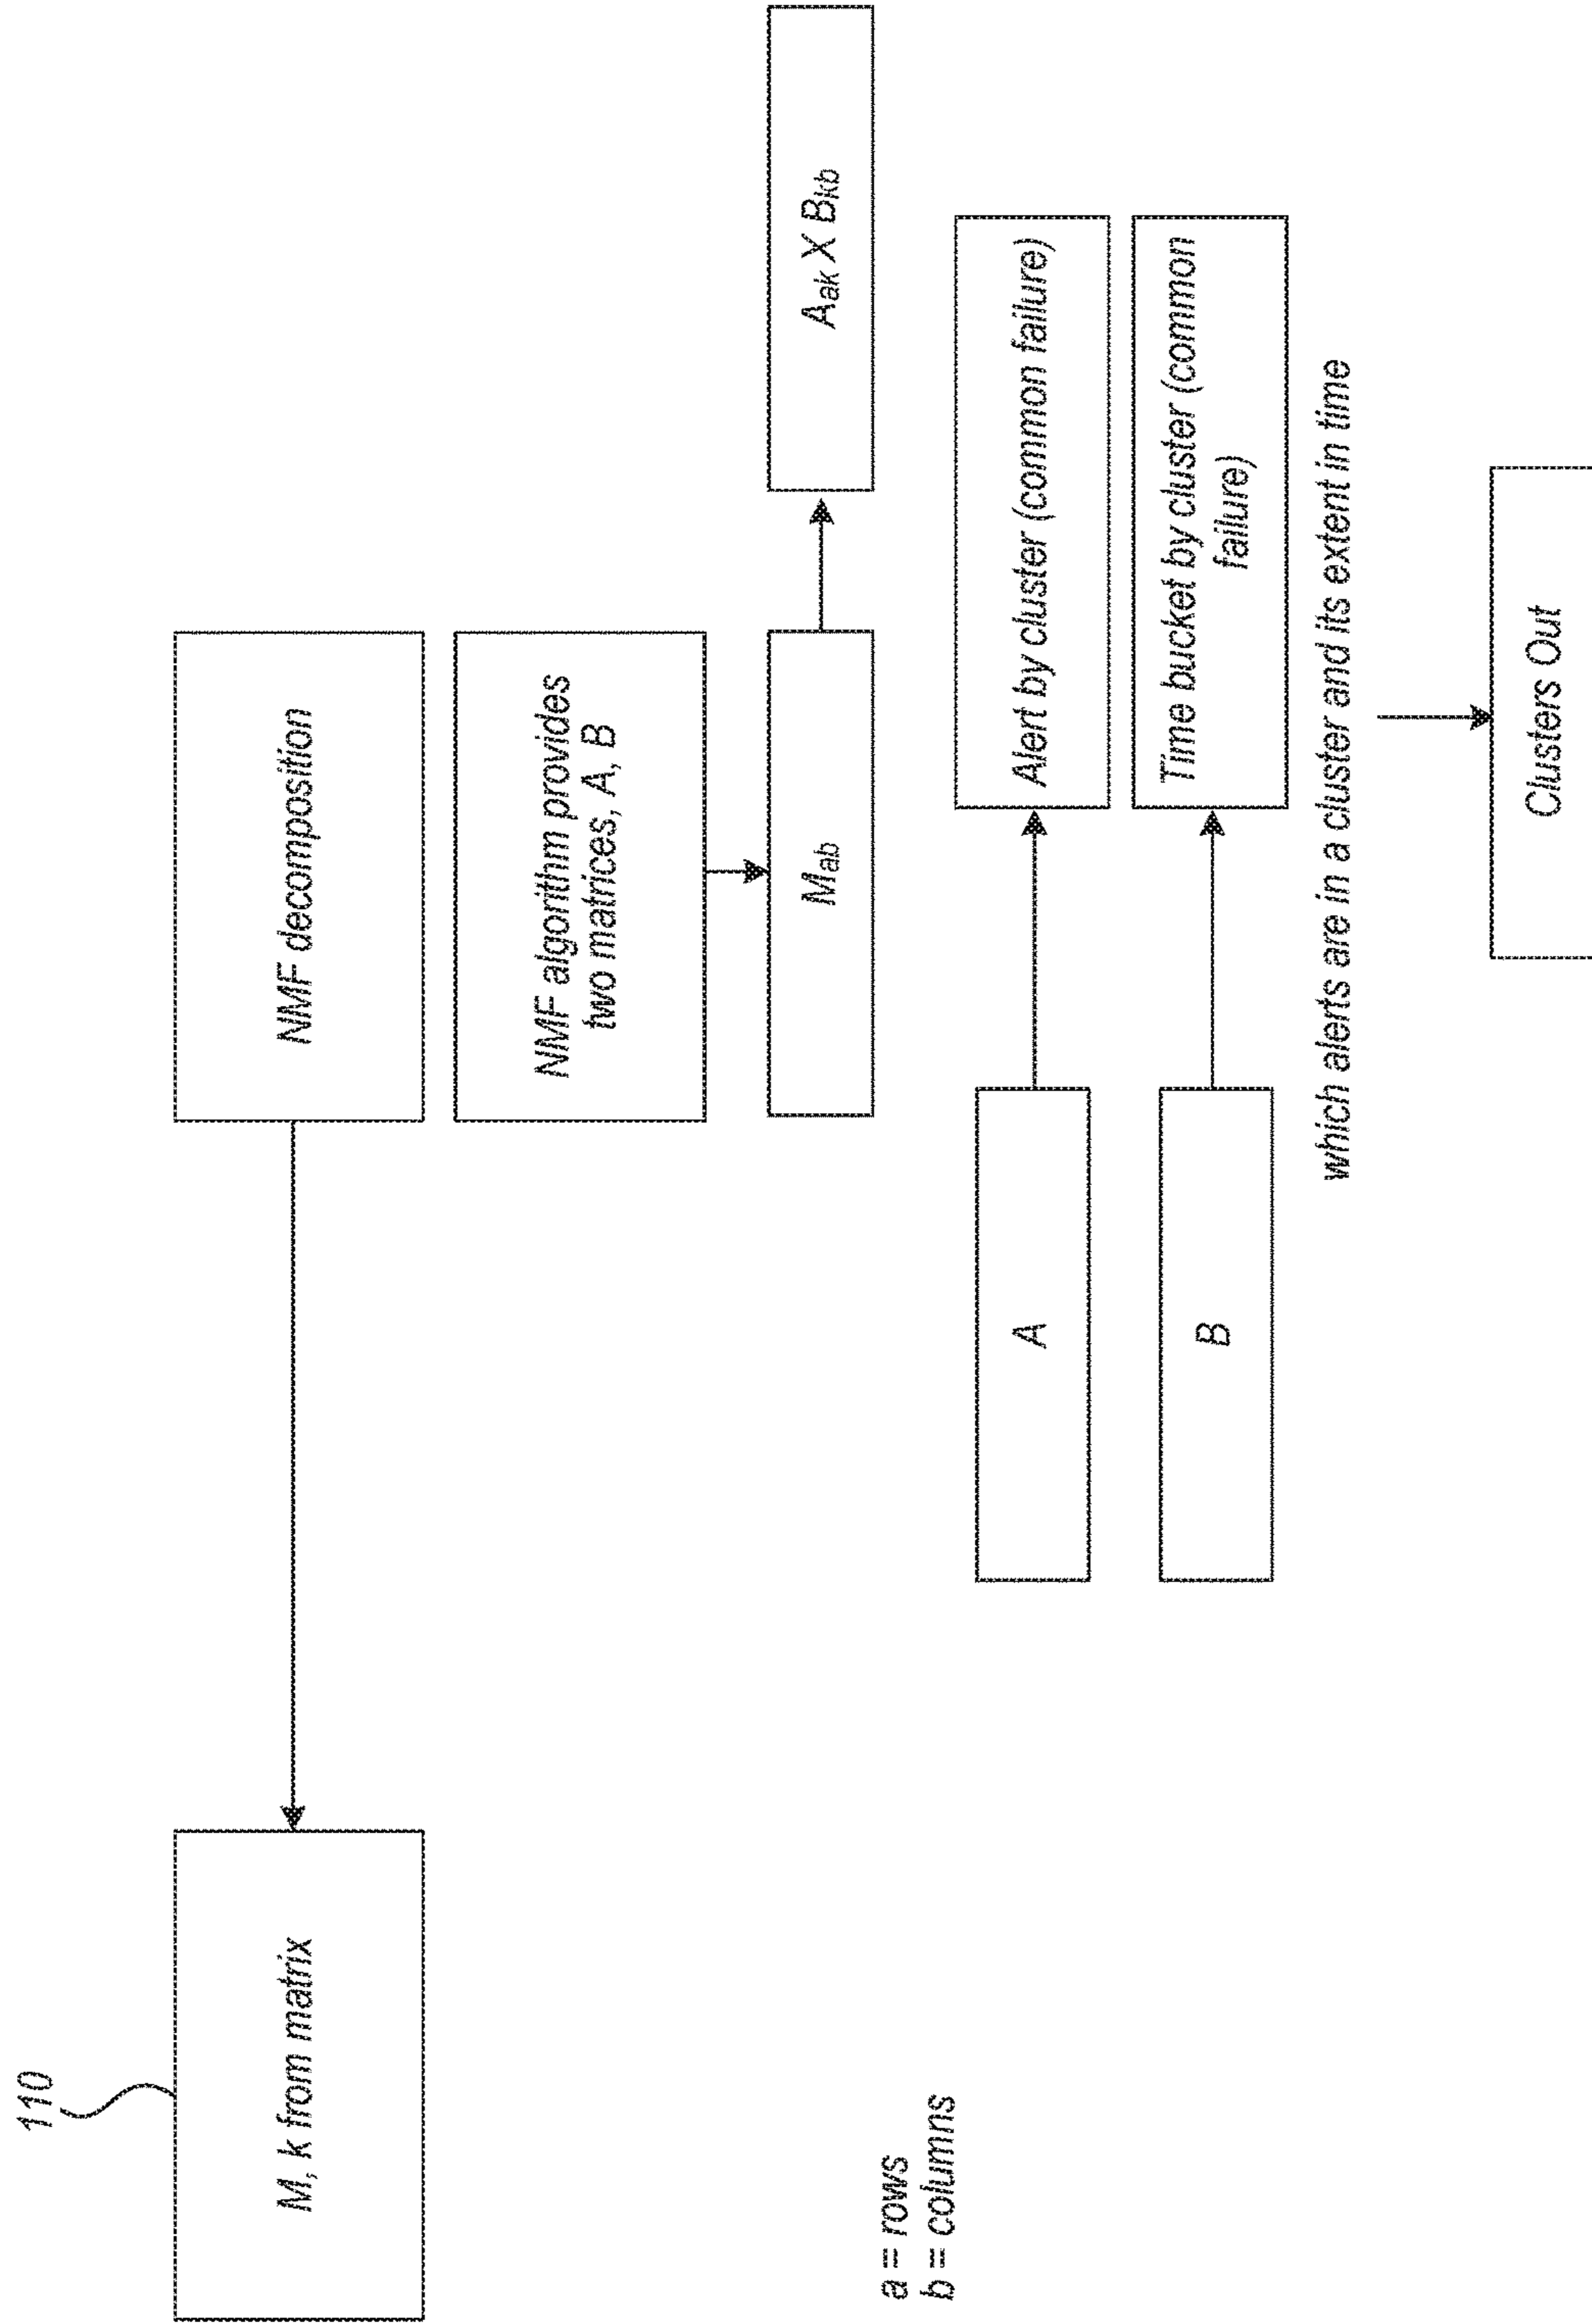 110
M, k from matrix
NMF decomposition
NMF algorithm provides
two matrices, A, B
a = rows
b = columns
Mab
Aak X Bkb
A
Alert by cluster (common failure)
B
Time bucket by cluster (common
failure)
which alerts are in a cluster and its extent in time
Clusters Out